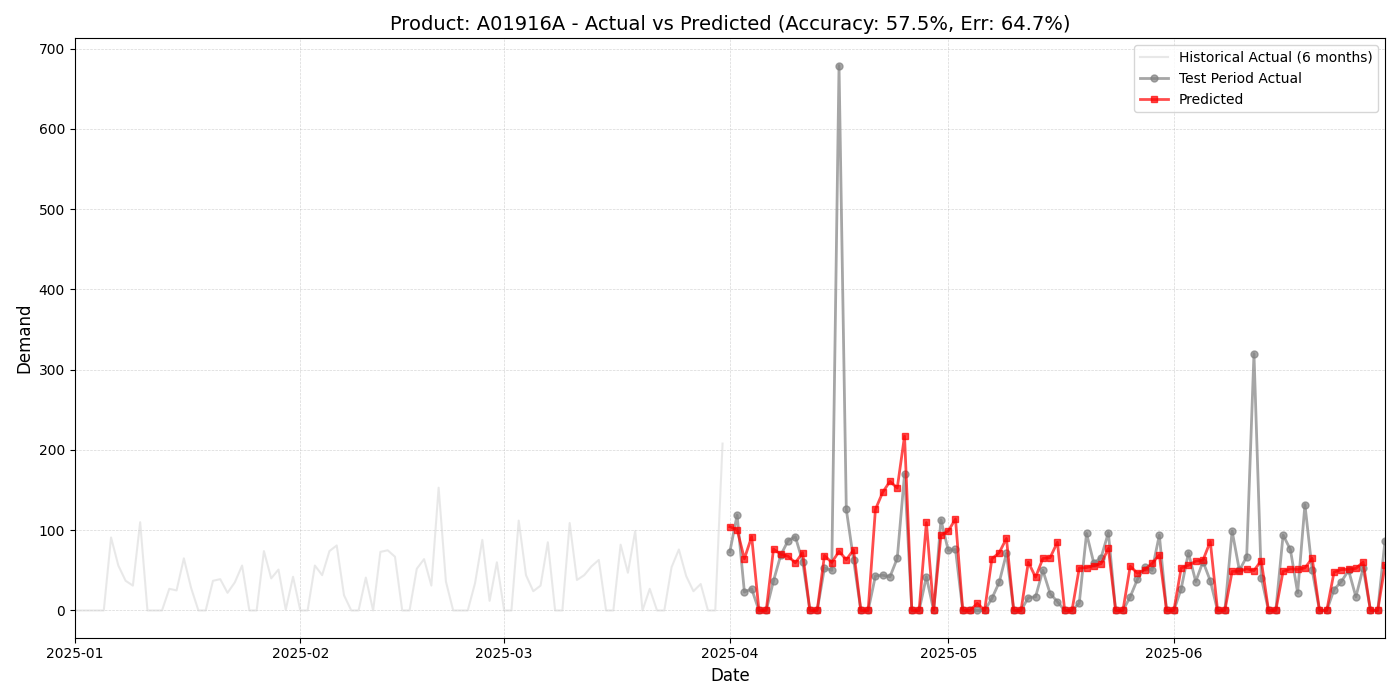 Product: A01916A - Actual vs Predicted (Accuracy: 57.5%, Err: 64.7%)
Historical Actual (6 months)
Test Period Actual
Predicted
Demand
700
600
500
400
300
200
100
0
2025-01
2025-02
2025-03
2025-04
2025-05
2025-06
Date